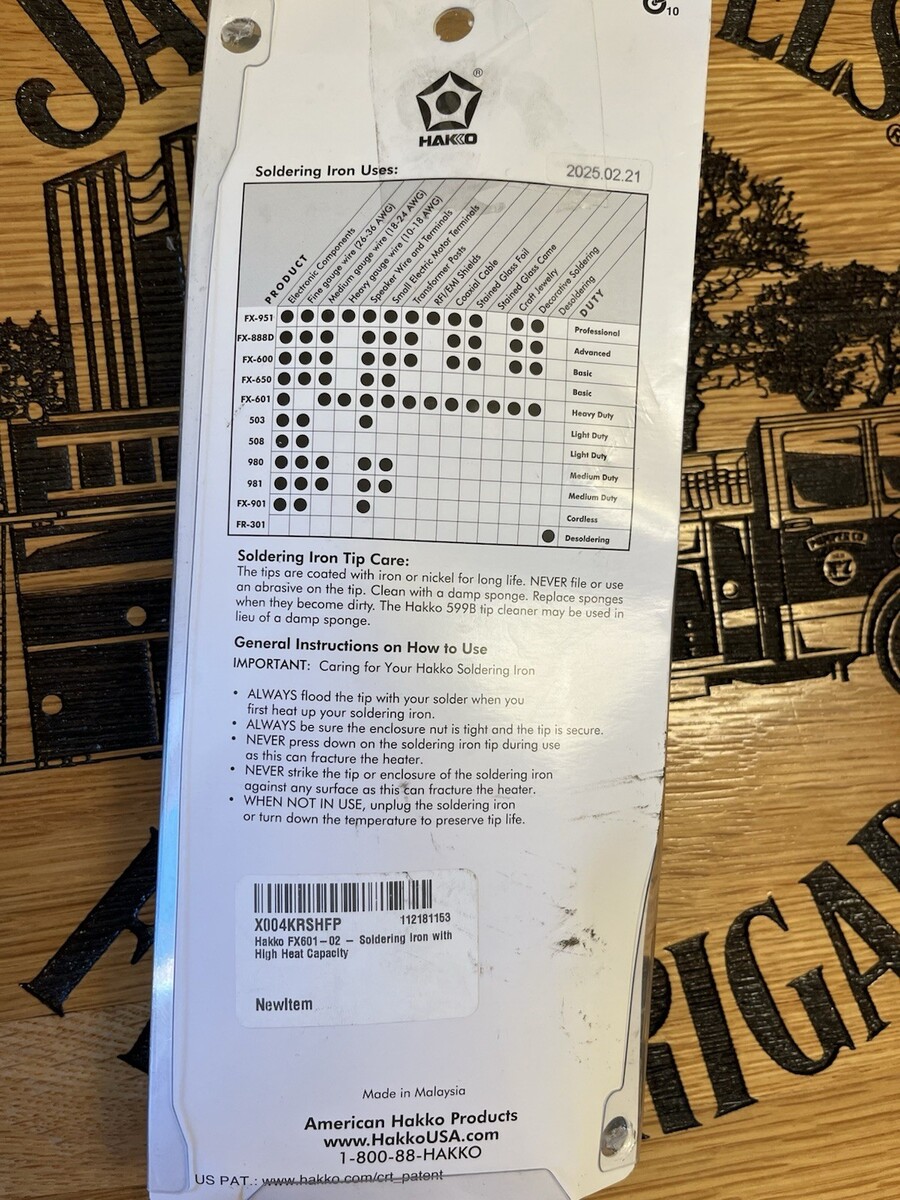 G10
HAKKO®
Soldering Iron Uses:
2025.02.21
PRODUCT
Electronic Components
Fine gauge wire (26-36 AWG)
Medium gauge wire (18-24 AWG)
Heavy gauge wire (10-18 AWG)
Speaker Wire and Terminals
Small Electric Motor Terminals
Transformer Posts
RFI/EMI Shields
Coaxial Cable
Stained Glass Foil
Stained Glass Came
Craft Jewelry
Decorative Soldering
Desoldering
DUTY
FX-951 ● ● ● ● ● ● ● ● ● ● ● ● Professional
FX-888D ● ● ● ● ● ● ● ● ● ● Advanced
FX-600 ● ● ● ● ● ● ● ● ● ● Basic
FX-650 ● ● ● ● ● Basic
FX-601 ● ● ● ● ● ● ● ● ● ● ● ● Heavy Duty
503 ● ● ● Light Duty
508 ● ● Light Duty
980 ● ● ● ● ● Medium Duty
981 ● ● ● ● ● Medium Duty
FX-901 ● ● ● Cordless
FR-301 ● Desoldering
Soldering Iron Tip Care:
The tips are coated with iron or nickel for long life. NEVER file or use
an abrasive on the tip. Clean with a damp sponge. Replace sponges
when they become dirty. The Hakko 599B tip cleaner may be used in
lieu of a damp sponge.
General Instructions on How to Use
IMPORTANT: Caring for Your Hakko Soldering Iron
• ALWAYS flood the tip with your solder when you
first heat up your soldering iron.
• ALWAYS be sure the enclosure nut is tight and the tip is secure.
• NEVER press down on the soldering iron tip during use
as this can fracture the heater.
• NEVER strike the tip or enclosure of the soldering iron
against any surface as this can fracture the heater.
• WHEN NOT IN USE, unplug the soldering iron
or turn down the temperature to preserve tip life.
X004KRSHFP 112181153
Hakko FX601-02 - Soldering Iron with
High Heat Capacity
NewItem
Made in Malaysia
American Hakko Products
www.HakkoUSA.com
1-800-88-HAKKO
US PAT.: www.hakko.com/crt_patent